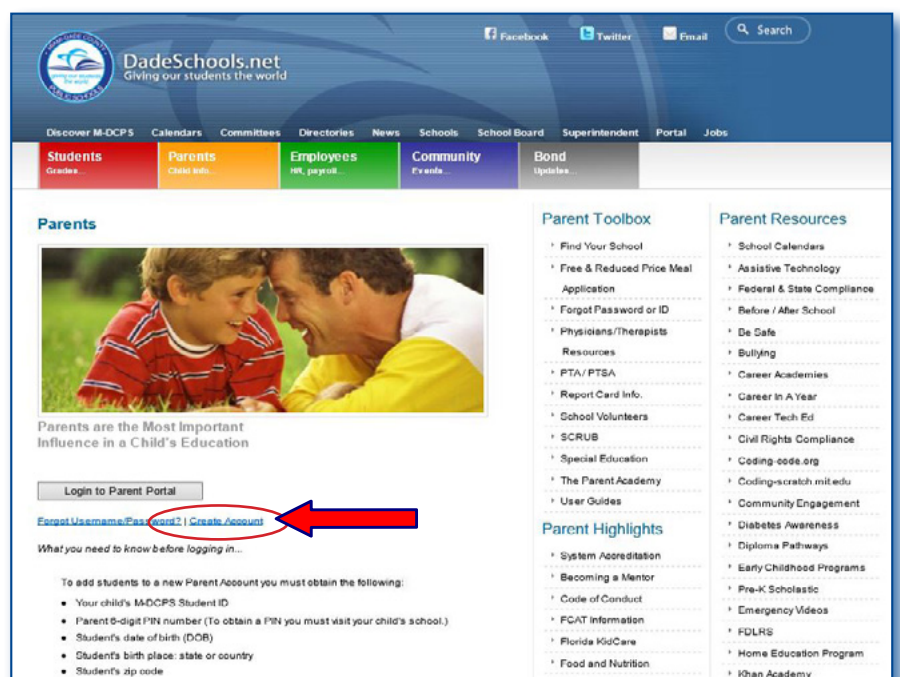 Facebook Twitter Email Search
DadeSchools.net
Giving our students the world
Discover M-DCPS Calendars Committees Directories News Schools School Board Superintendent Portal Jobs
Students
Grades...
Parents
Child Info...
Employees
HR, payroll...
Community
Events...
Bond
Updates...
Parents
Parents are the Most Important
Influence in a Child's Education
Login to Parent Portal
Forgot Username/Password? | Create Account
What you need to know before logging in...
To add students to a new Parent Account you must obtain the following:
• Your child's M-DCPS Student ID
• Parent 6-digit PIN number (To obtain a PIN you must visit your child's school.)
• Student's date of birth (DOB)
• Student's birth place: state or country
• Student's zip code
Parent Toolbox
Find Your School
Free & Reduced Price Meal
Application
Forgot Password or ID
Physicians/Therapists
Resources
PTA/PTSA
Report Card Info.
School Volunteers
SCRUB
Special Education
The Parent Academy
User Guides
Parent Highlights
System Accreditation
Becoming a Mentor
Code of Conduct
FCAT Information
Florida KidCare
Food and Nutrition
Parent Resources
School Calendars
Assistive Technology
Federal & State Compliance
Before / After School
Be Safe
Bullying
Career Academies
Career In A Year
Career Tech Ed
Civil Rights Compliance
Coding-code.org
Coding-scratch.mit.edu
Community Engagement
Diabetes Awareness
Diploma Pathways
Early Childhood Programs
Pre-K Scholastic
Emergency Videos
FDLRS
Home Education Program
Khan Academy